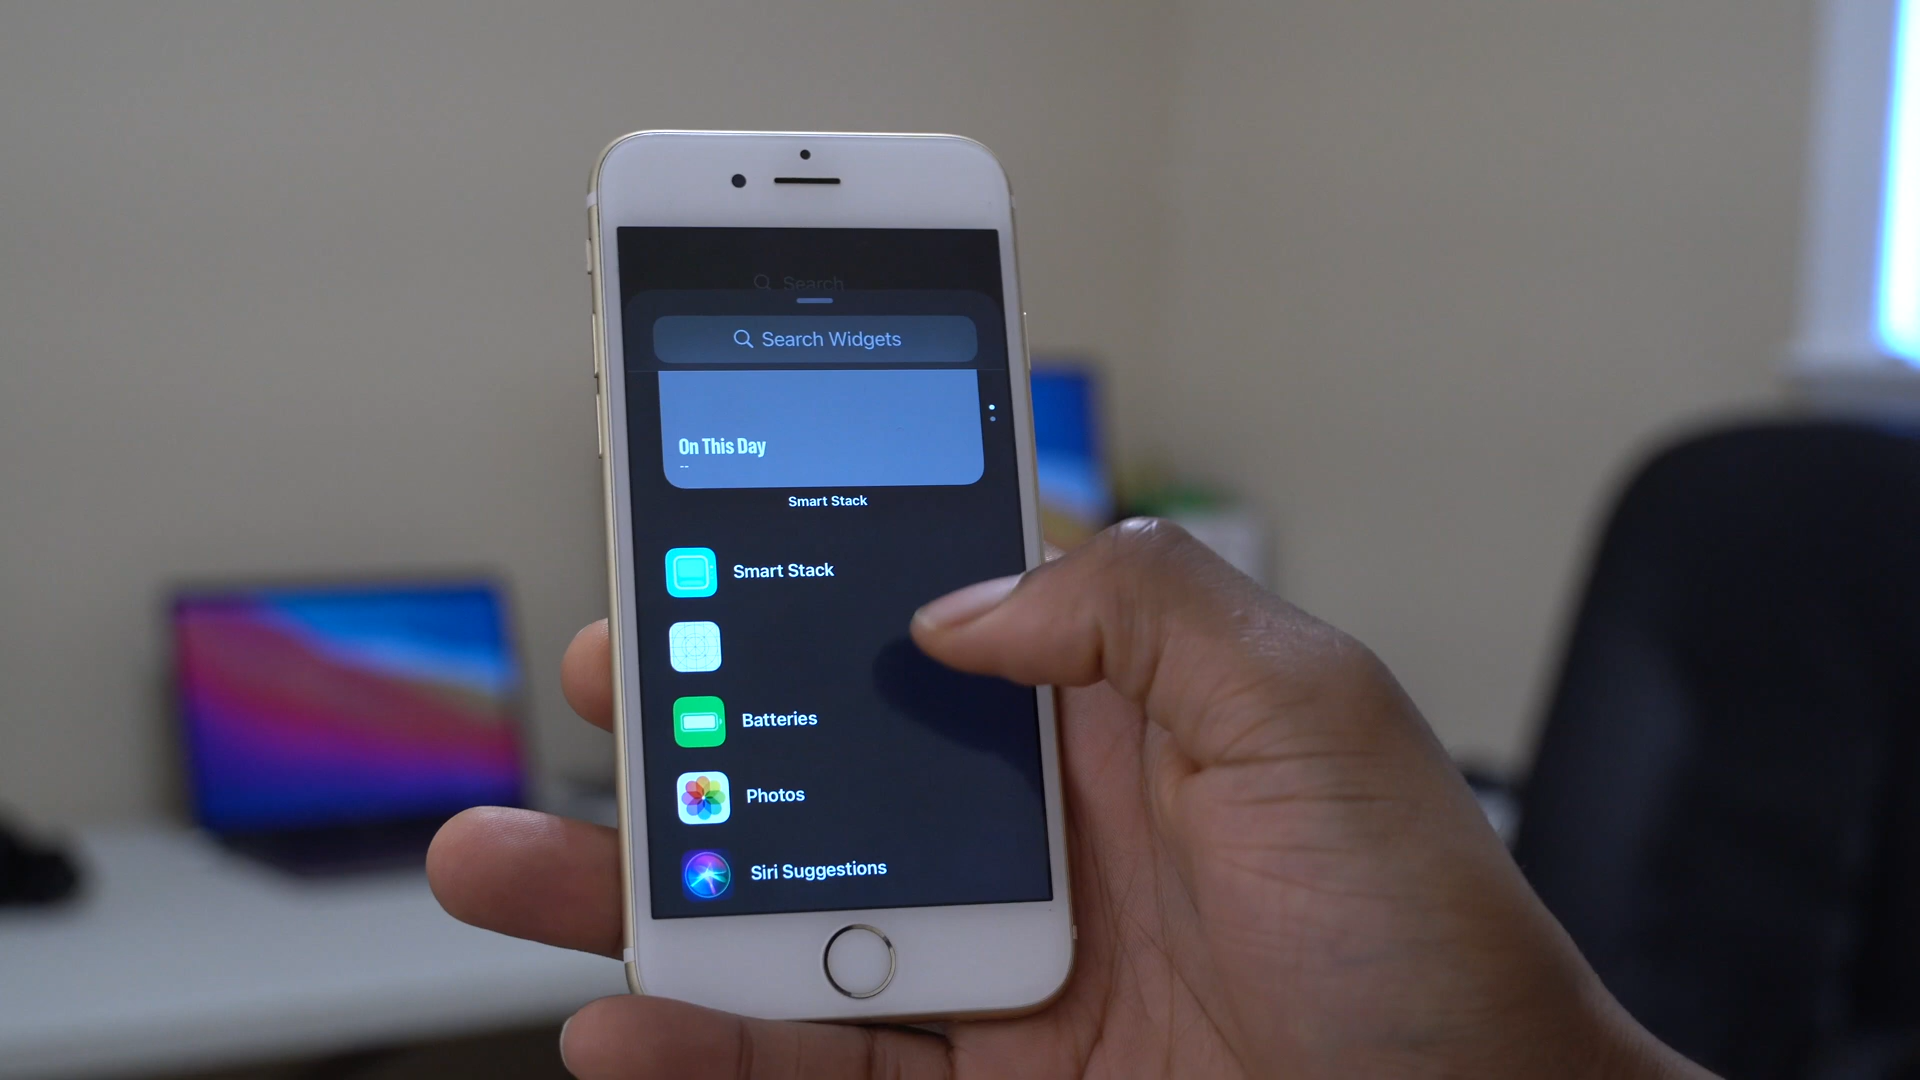 Search
Search Widgets
On This Day
--
Smart Stack
Smart Stack
Batteries
Photos
Siri Suggestions